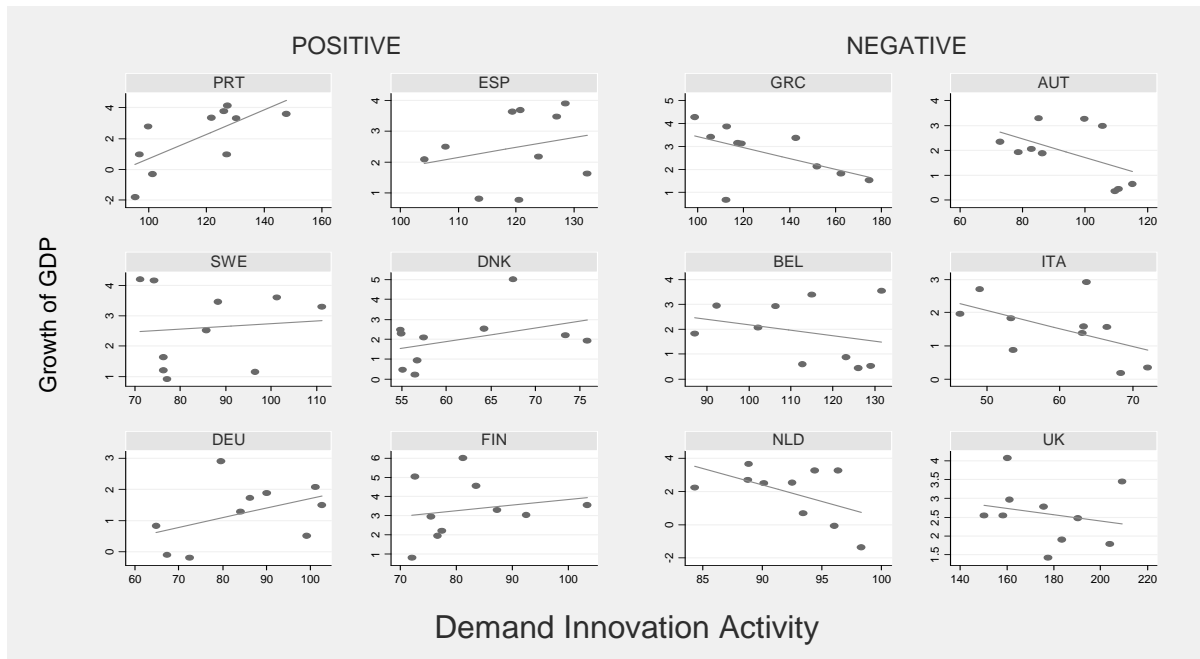 POSITIVE NEGATIVE
PRT ESP GRC AUT
-2 0 2 4
100 120 140 160
1 2 3 4
100 110 120 130
1 2 3 4 5
100 120 140 160 180
0 1 2 3 4
60 80 100 120
SWE DNK BEL ITA
1 2 3 4
70 80 90 100 110
0 1 2 3 4 5
55 60 65 70 75
0 1 2 3 4
90 100 110 120 130
0 1 2 3
50 60 70
DEU FIN NLD UK
0 1 2 3
60 70 80 90 100
1 2 3 4 5 6
70 80 90 100
-2 0 2 4
85 90 95 100
1.5 2 2.5 3 3.5 4
140 160 180 200 220
Growth of GDP
Demand Innovation Activity